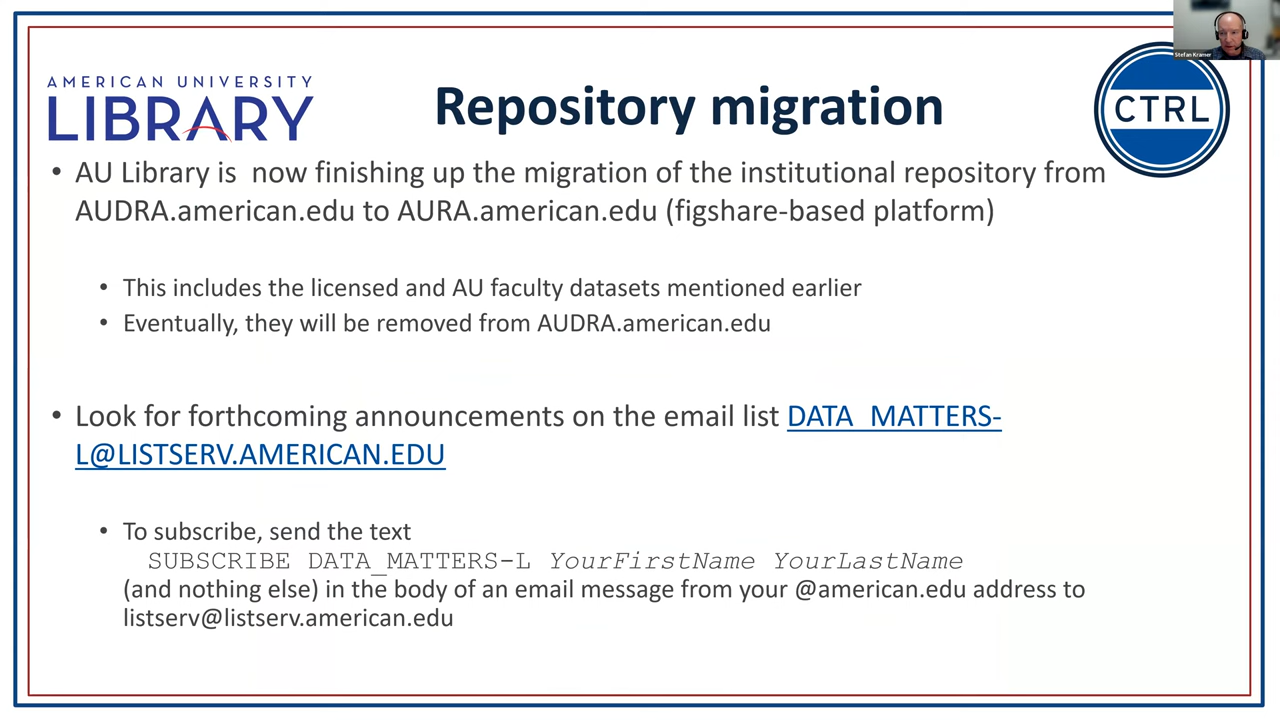 Stefan Kramer
AMERICAN UNIVERSITY
LIBRARY
Repository migration
CTRL
• AU Library is now finishing up the migration of the institutional repository from
AUDRA.american.edu to AURA.american.edu (figshare-based platform)
• This includes the licensed and AU faculty datasets mentioned earlier
• Eventually, they will be removed from AUDRA.american.edu
• Look for forthcoming announcements on the email list DATA_MATTERS-
L@LISTSERV.AMERICAN.EDU
• To subscribe, send the text
SUBSCRIBE DATA_MATTERS-L YourFirstName YourLastName
(and nothing else) in the body of an email message from your @american.edu address to
listserv@listserv.american.edu